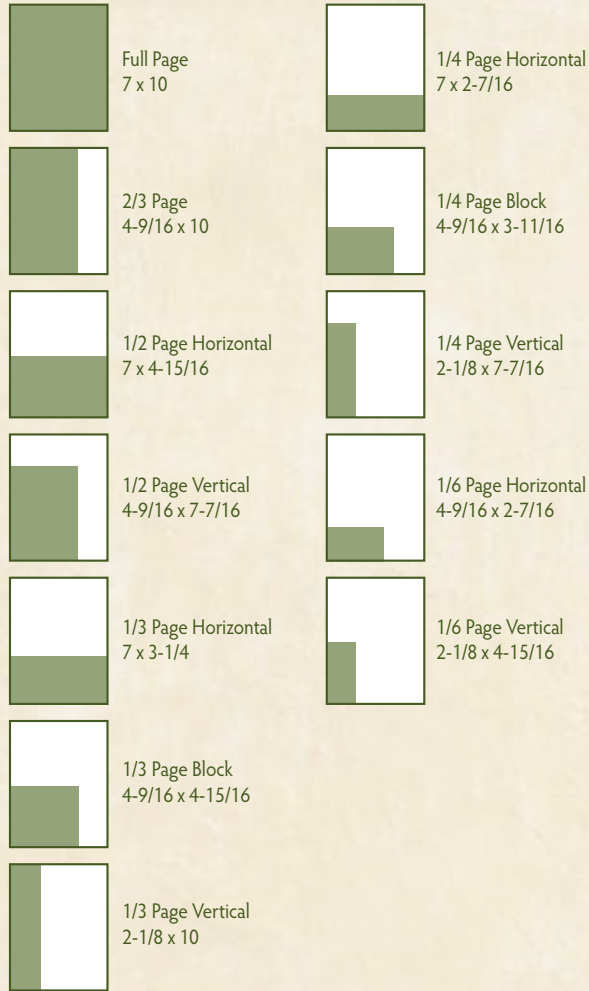 Full Page
7 x 10
2/3 Page
4-9/16 x 10
1/2 Page Horizontal
7 x 4-15/16
1/2 Page Vertical
4-9/16 x 7-7/16
1/3 Page Horizontal
7 x 3-1/4
1/3 Page Block
4-9/16 x 4-15/16
1/3 Page Vertical
2-1/8 x 10
1/4 Page Horizontal
7 x 2-7/16
1/4 Page Block
4-9/16 x 3-11/16
1/4 Page Vertical
2-1/8 x 7-7/16
1/6 Page Horizontal
4-9/16 x 2-7/16
1/6 Page Vertical
2-1/8 x 4-15/16